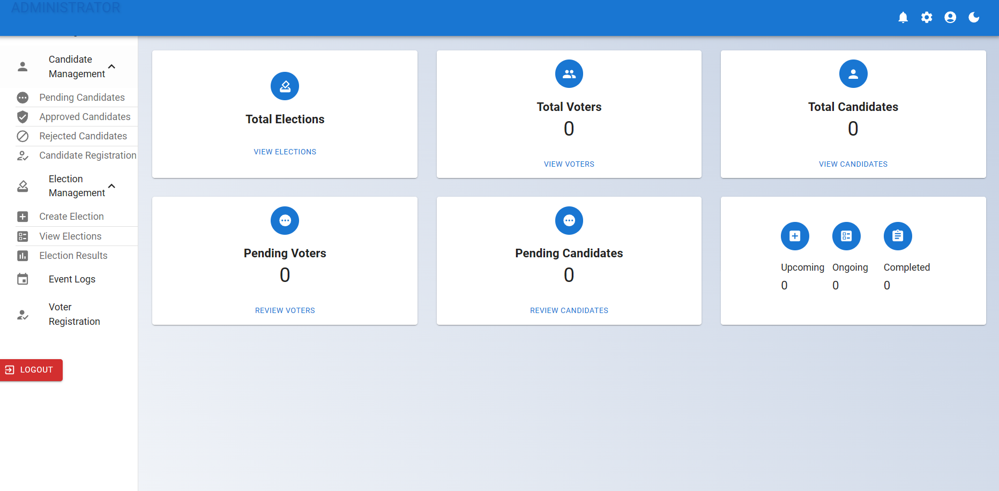 ADMINISTRATOR
Candidate
Management
Pending Candidates
Approved Candidates
Rejected Candidates
Candidate Registration
Election
Management
Create Election
View Elections
Election Results
Event Logs
Voter
Registration
LOGOUT
Total Elections
VIEW ELECTIONS
Total Voters
0
VIEW VOTERS
Total Candidates
0
VIEW CANDIDATES
Pending Voters
0
REVIEW VOTERS
Pending Candidates
0
REVIEW CANDIDATES
Upcoming Ongoing Completed
0 0 0